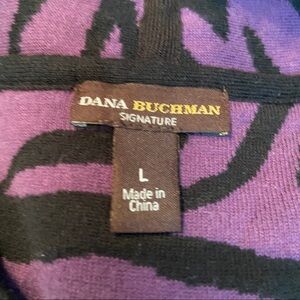 DANA BUCHMAN
SIGNATURE
L
Made in
China